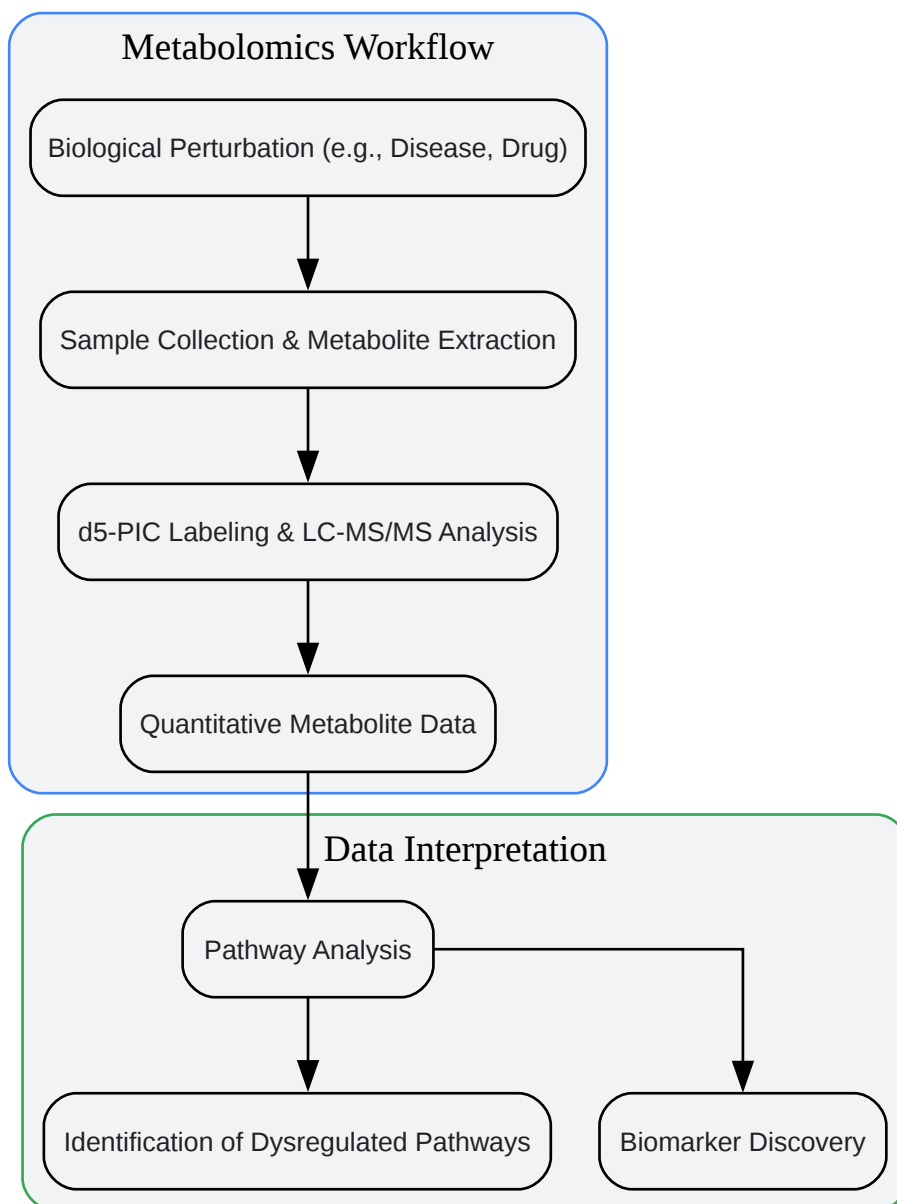 Metabolomics Workflow
Biological Perturbation (e.g., Disease, Drug)
Sample Collection & Metabolite Extraction
d5-PIC Labeling & LC-MS/MS Analysis
Quantitative Metabolite Data
Data Interpretation
Pathway Analysis
Identification of Dysregulated Pathways
Biomarker Discovery